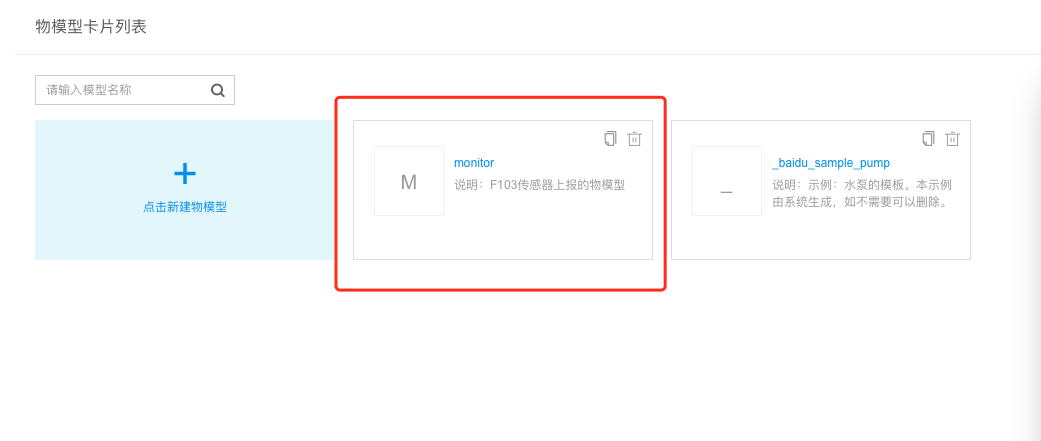 物模型卡片列表
请输入模型名称
点击新建物模型
M
monitor
说明：F103传感器上报的物模型
_
_baidu_sample_pump
说明：示例：水泵的模板。本示例
由系统生成，如不需要可以删除。